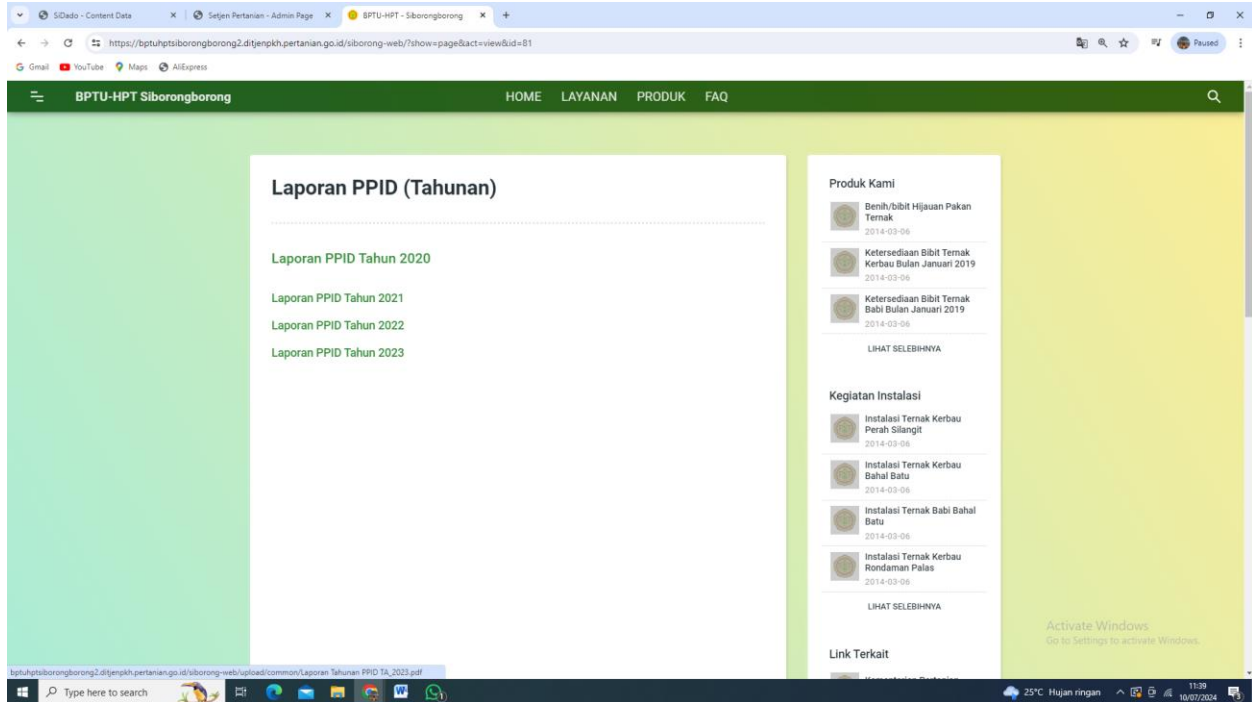 SiDado - Content Data
Setjen Pertanian - Admin Page
BPTU-HPT - Siborongborong
https://bptuhptsiborongborong2.ditjenpkh.pertanian.go.id/siborong-web/?show=page&act=view&id=81
Paused
Gmail
YouTube
Maps
AliExpress
BPTU-HPT Siborongborong
HOME
LAYANAN
PRODUK
FAQ
Laporan PPID (Tahunan)
Laporan PPID Tahun 2020
Laporan PPID Tahun 2021
Laporan PPID Tahun 2022
Laporan PPID Tahun 2023
Produk Kami
Benih/bibit Hijauan Pakan
Ternak
2014-03-06
Ketersediaan Bibit Ternak
Kerbau Bulan Januari 2019
2014-03-06
Ketersediaan Bibit Ternak
Babi Bulan Januari 2019
2014-03-06
LIHAT SELEBIHNYA
Kegiatan Instalasi
Instalasi Ternak Kerbau
Perah Silangit
2014-03-06
Instalasi Ternak Kerbau
Bahal Batu
2014-03-06
Instalasi Ternak Babi Bahal
Batu
2014-03-06
Instalasi Ternak Kerbau
Rondaman Palas
2014-03-06
LIHAT SELEBIHNYA
Link Terkait
Kementerian Pertanian
Activate Windows
Go to Settings to activate Windows.
bptuhptsiborongborong2.ditjenpkh.pertanian.go.id/siborong-web/upload/common/Laporan Tahunan PPID TA_2023.pdf
Type here to search
25°C Hujan ringan
11:39
10/07/2024